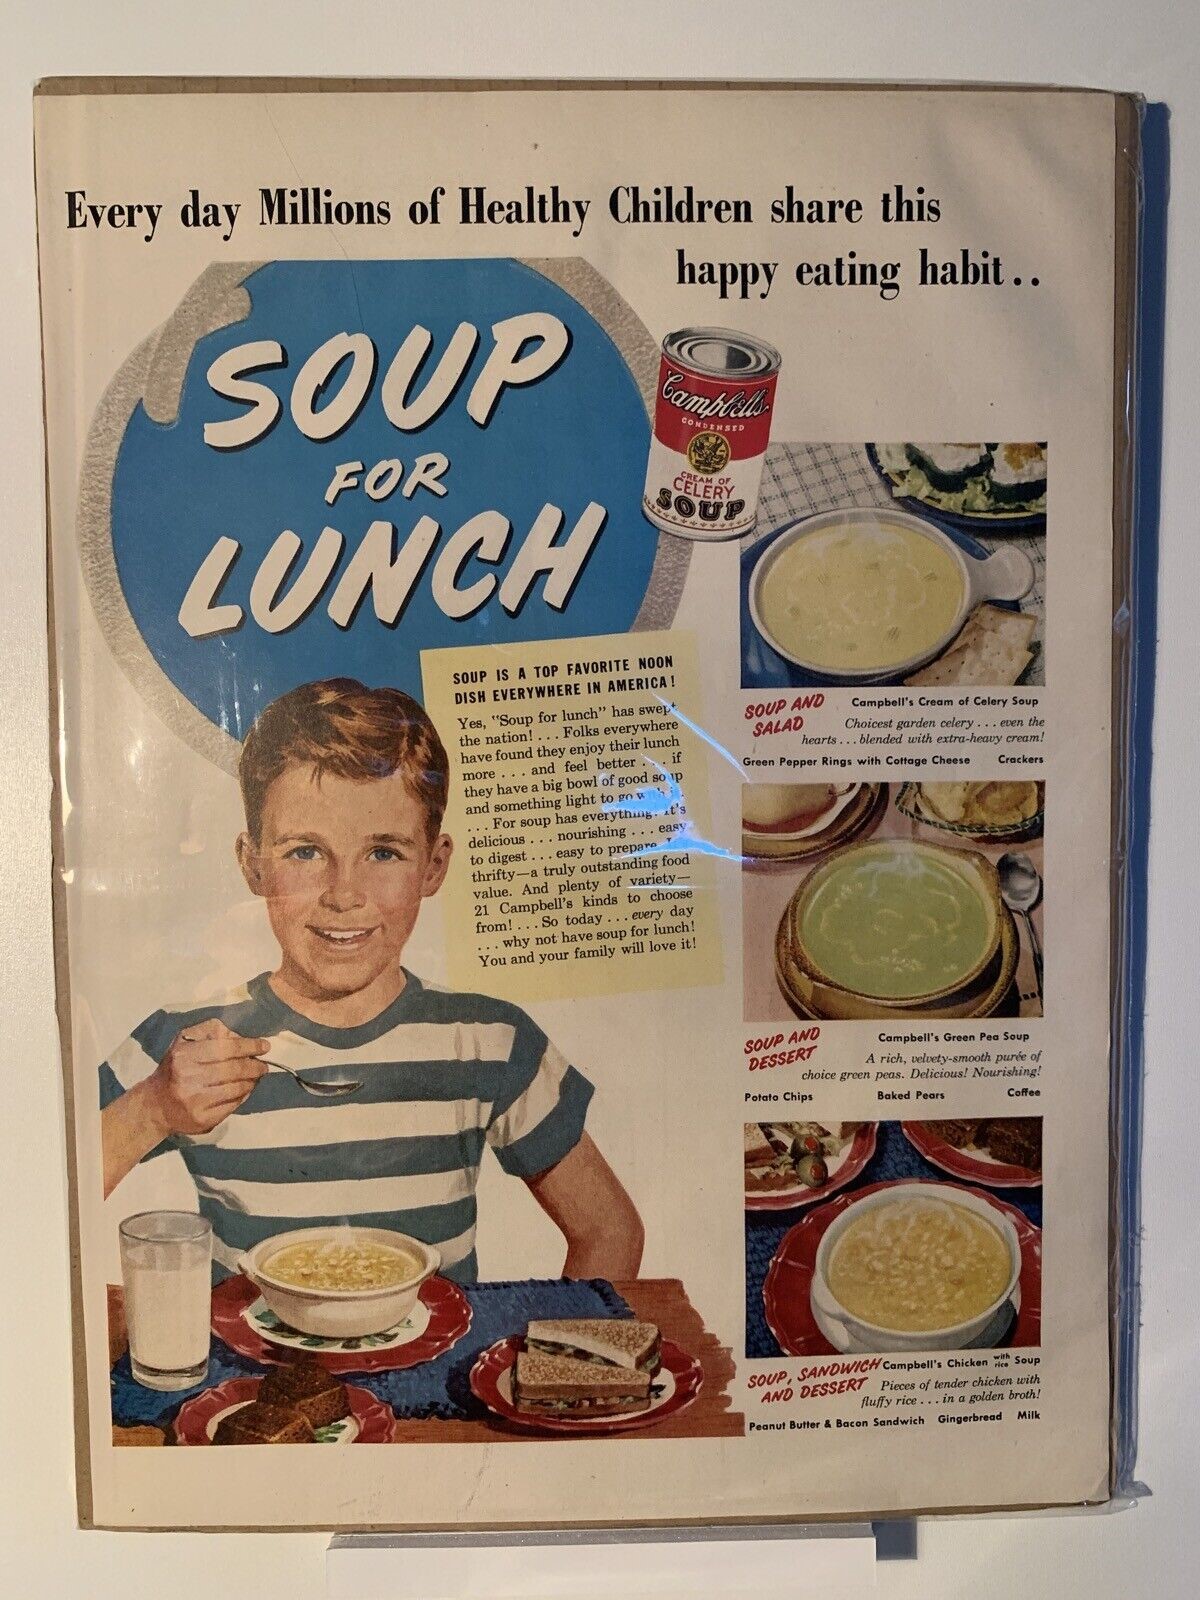 Every day Millions of Healthy Children share this
happy eating habit..
SOUP
FOR
LUNCH
Campbell's
CONDENSED
CREAM OF
CELERY
SOUP
SOUP IS A TOP FAVORITE NOON
DISH EVERYWHERE IN AMERICA!
Yes, "Soup for lunch" has swept
the nation! . . . Folks everywhere
have found they enjoy their lunch
more . . . and feel better . . . if
they have a big bowl of good soup
and something light to go with
. . . For soup has everything. It's
delicious . . . nourishing . . . easy
to digest . . . easy to prepare.
thrifty—a truly outstanding food
value. And plenty of variety—
21 Campbell's kinds to choose
from! . . . So today . . . every day
. . . why not have soup for lunch!
You and your family will love it!
SOUP AND
SALAD
Campbell's Cream of Celery Soup
Choicest garden celery . . . even the
hearts . . . blended with extra-heavy cream!
Green Pepper Rings with Cottage Cheese Crackers
SOUP AND
DESSERT
Campbell's Green Pea Soup
A rich, velvety-smooth purée of
choice green peas. Delicious! Nourishing!
Potato Chips Baked Pears Coffee
SOUP, SANDWICH
AND DESSERT
Campbell's Chicken with rice Soup
Pieces of tender chicken with
fluffy rice . . . in a golden broth!
Peanut Butter & Bacon Sandwich Gingerbread Milk